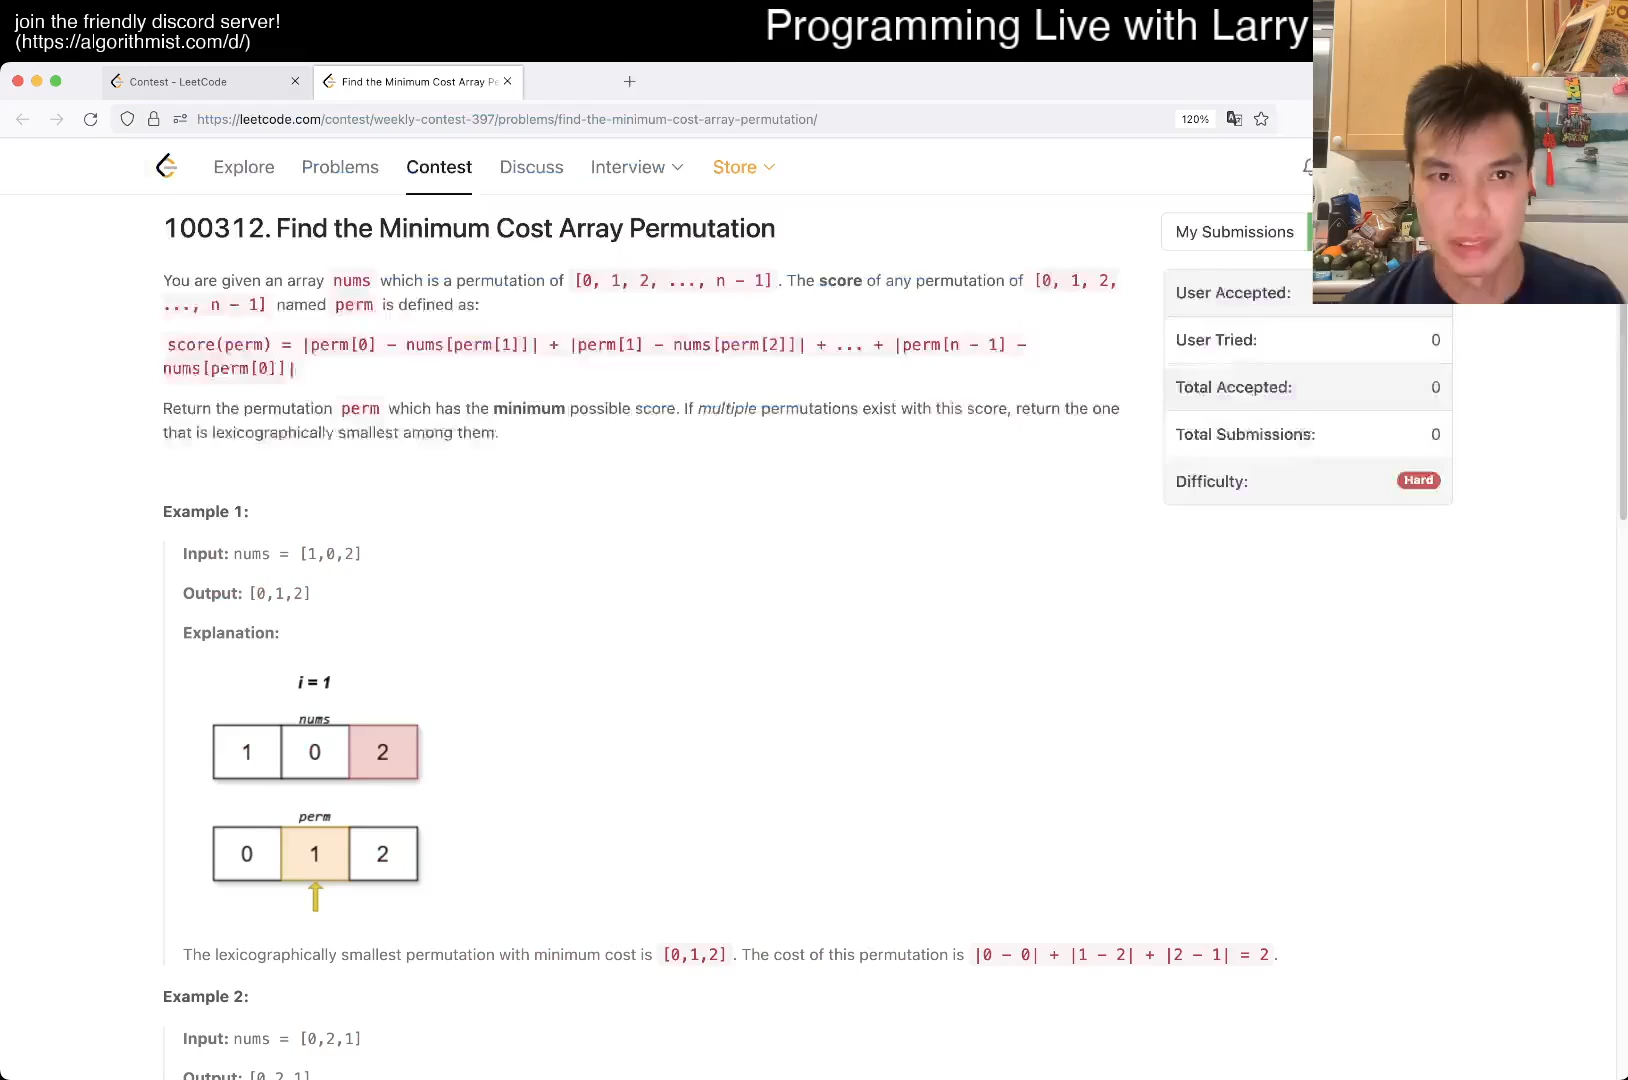 join the friendly discord server!
(https://algorithmist.com/d/)
Programming Live with Larry
Contest - LeetCode
Find the Minimum Cost Array Pe
https://leetcode.com/contest/weekly-contest-397/problems/find-the-minimum-cost-array-permutation/
120%
Explore Problems Contest Discuss Interview Store
100312. Find the Minimum Cost Array Permutation
My Submissions
You are given an array nums which is a permutation of [0, 1, 2, ..., n - 1] . The score of any permutation of [0, 1, 2,
..., n - 1] named perm is defined as:
score(perm) = |perm[0] - nums[perm[1]]| + |perm[1] - nums[perm[2]]| + ... + |perm[n - 1] -
nums[perm[0]]|
Return the permutation perm which has the minimum possible score. If multiple permutations exist with this score, return the one
that is lexicographically smallest among them.
User Accepted:
User Tried: 0
Total Accepted: 0
Total Submissions: 0
Difficulty: Hard
Example 1:
Input: nums = [1,0,2]
Output: [0,1,2]
Explanation:
i = 1
nums
1 0 2
perm
0 1 2
The lexicographically smallest permutation with minimum cost is [0,1,2] . The cost of this permutation is |0 - 0| + |1 - 2| + |2 - 1| = 2 .
Example 2:
Input: nums = [0,2,1]
Output: [0,2,1]